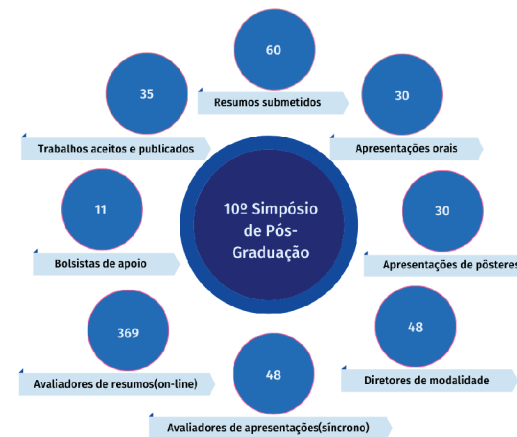 60
Resumos submetidos
35
Trabalhos aceitos e publicados
30
Apresentações orais
11
Bolsistas de apoio
10º Simpósio
de Pós-
Graduação
30
Apresentações de pôsteres
369
Avaliadores de resumos(on-line)
48
Diretores de modalidade
48
Avaliadores de apresentações(síncrono)